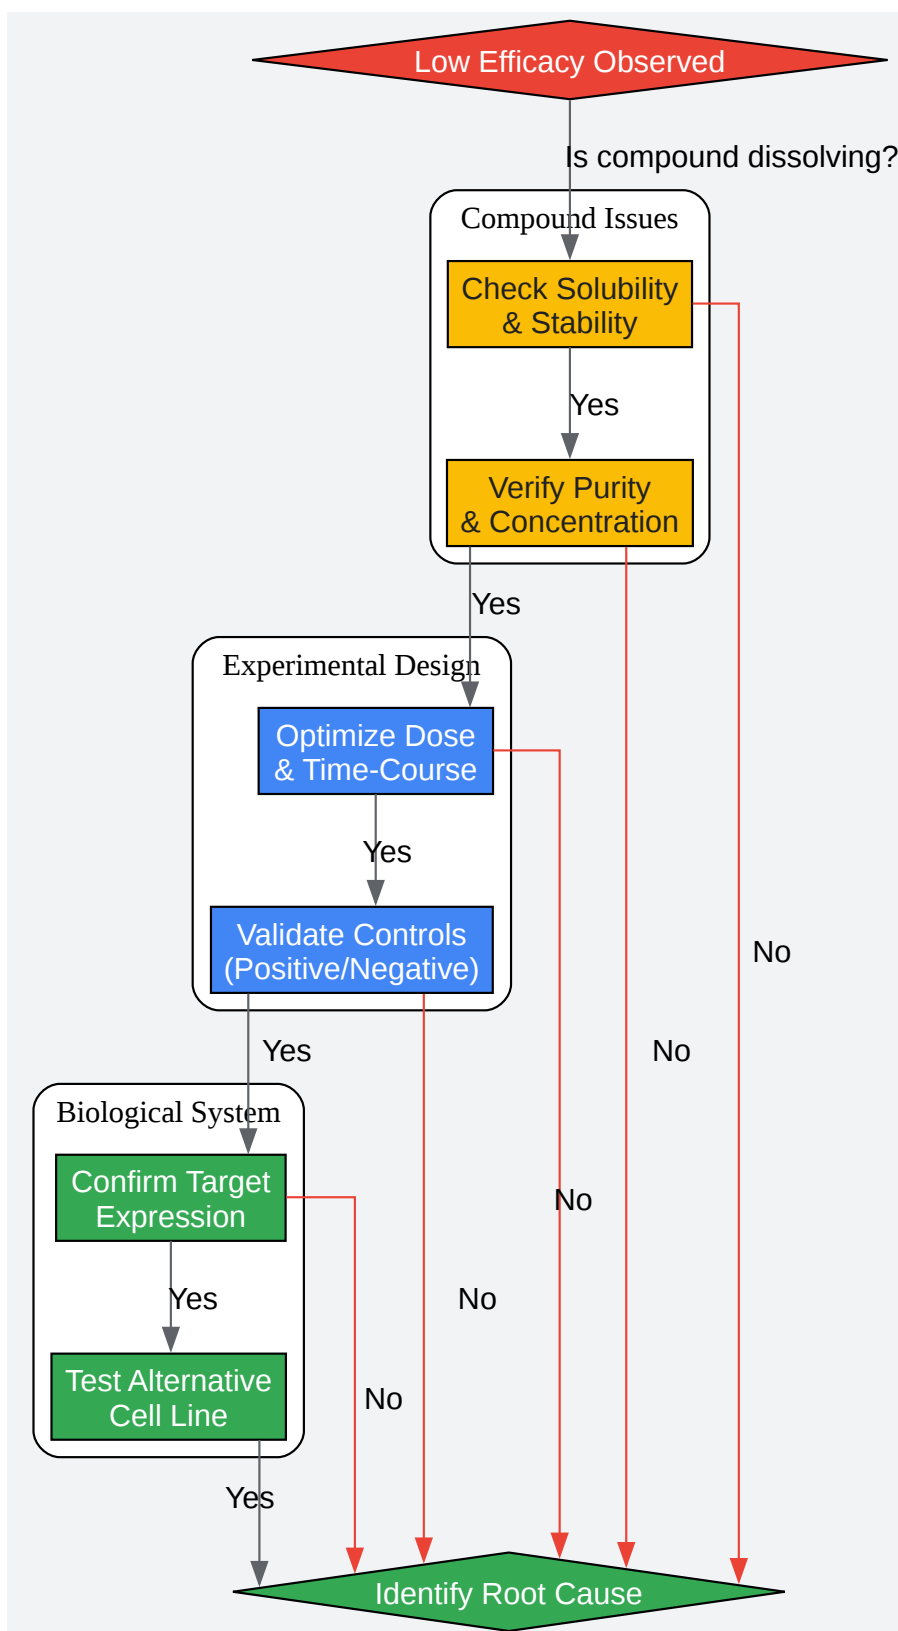 Low Efficacy Observed
Is compound dissolving?
Compound Issues
Check Solubility
& Stability
Yes
Verify Purity
& Concentration
Yes
Experimental Design
Optimize Dose
& Time-Course
Yes
Validate Controls
(Positive/Negative)
No
Yes
No
Biological System
Confirm Target
Expression
No
Yes
No
Test Alternative
Cell Line
No
Yes
Identify Root Cause